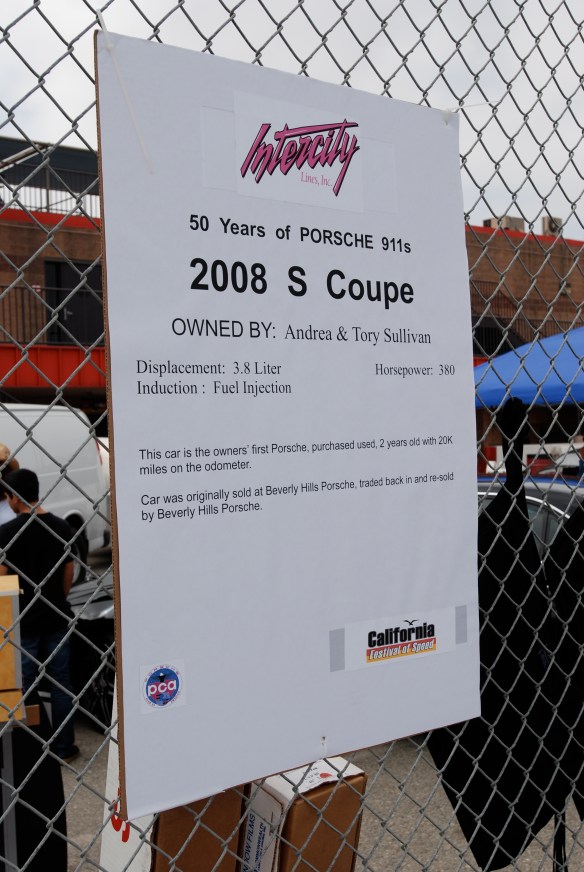 Intercity
Lines, Inc.
50 Years of PORSCHE 911s
2008 S Coupe
OWNED BY: Andrea & Tory Sullivan
Displacement: 3.8 Liter
Horsepower: 380
Induction : Fuel Injection
This car is the owners' first Porsche, purchased used, 2 years old with 20K
miles on the odometer.
Car was originally sold at Beverly Hills Porsche, traded back in and re-sold
by Beverly Hills Porsche.
California
Festival of Speed
pca